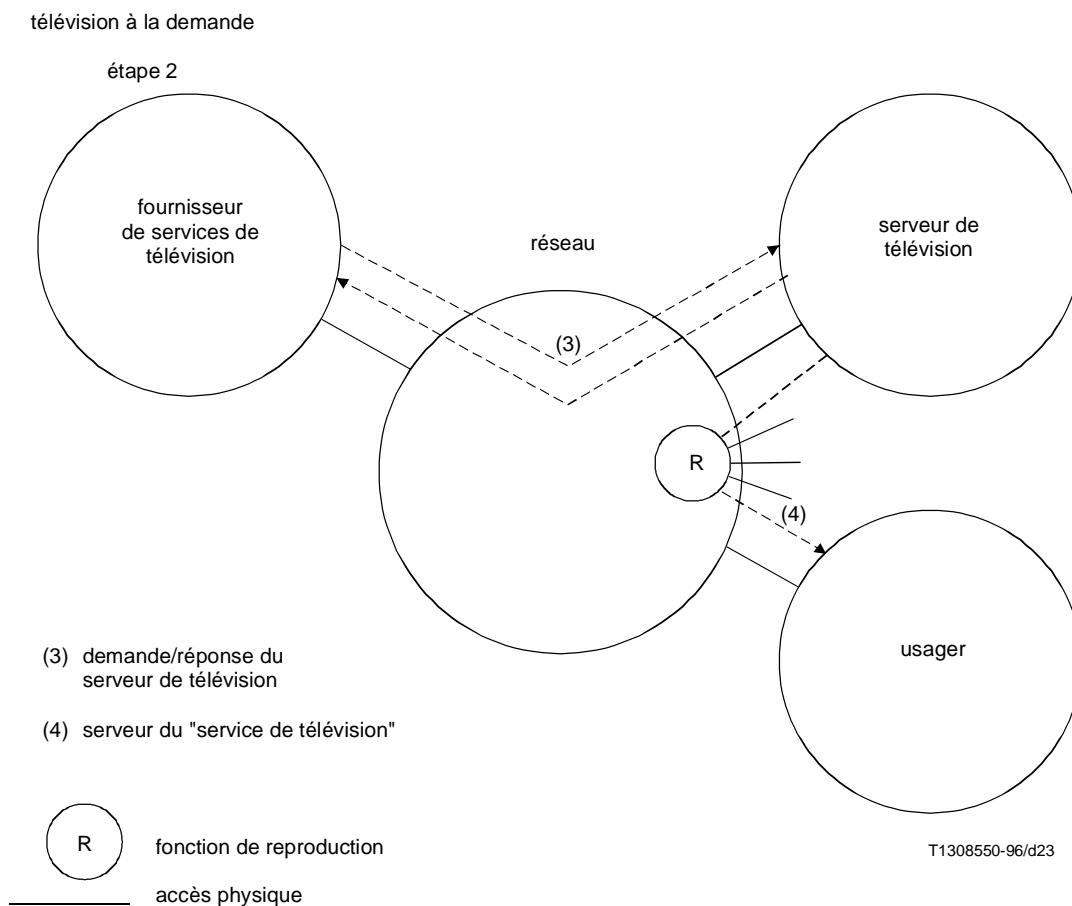 télévision à la demande
étape 2
fournisseur
de services de
télévision
réseau
serveur de
télévision
(3)
R
(4)
usager
(3) demande/réponse du
serveur de télévision
(4) serveur du "service de télévision"
R
fonction de reproduction
T1308550-96/d23
accès physique